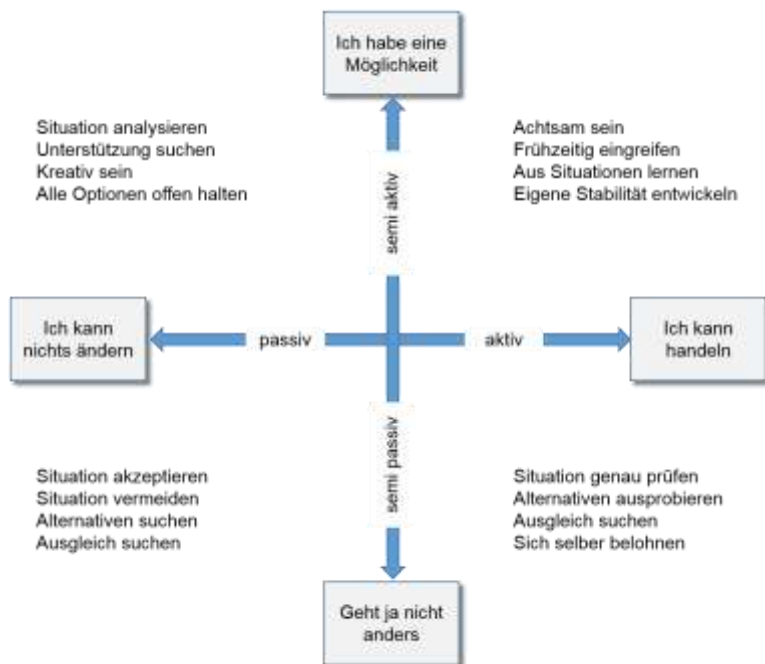 Ich habe eine
Möglichkeit
Situation analysieren
Unterstützung suchen
Kreativ sein
Alle Optionen offen halten
Achtsam sein
Frühzeitig eingreifen
Aus Situationen lernen
Eigene Stabilität entwickeln
semi aktiv
Ich kann
nichts ändern
passiv
aktiv
Ich kann
handeln
semi passiv
Situation akzeptieren
Situation vermeiden
Alternativen suchen
Ausgleich suchen
Situation genau prüfen
Alternativen ausprobieren
Ausgleich suchen
Sich selber belohnen
Geht ja nicht
anders